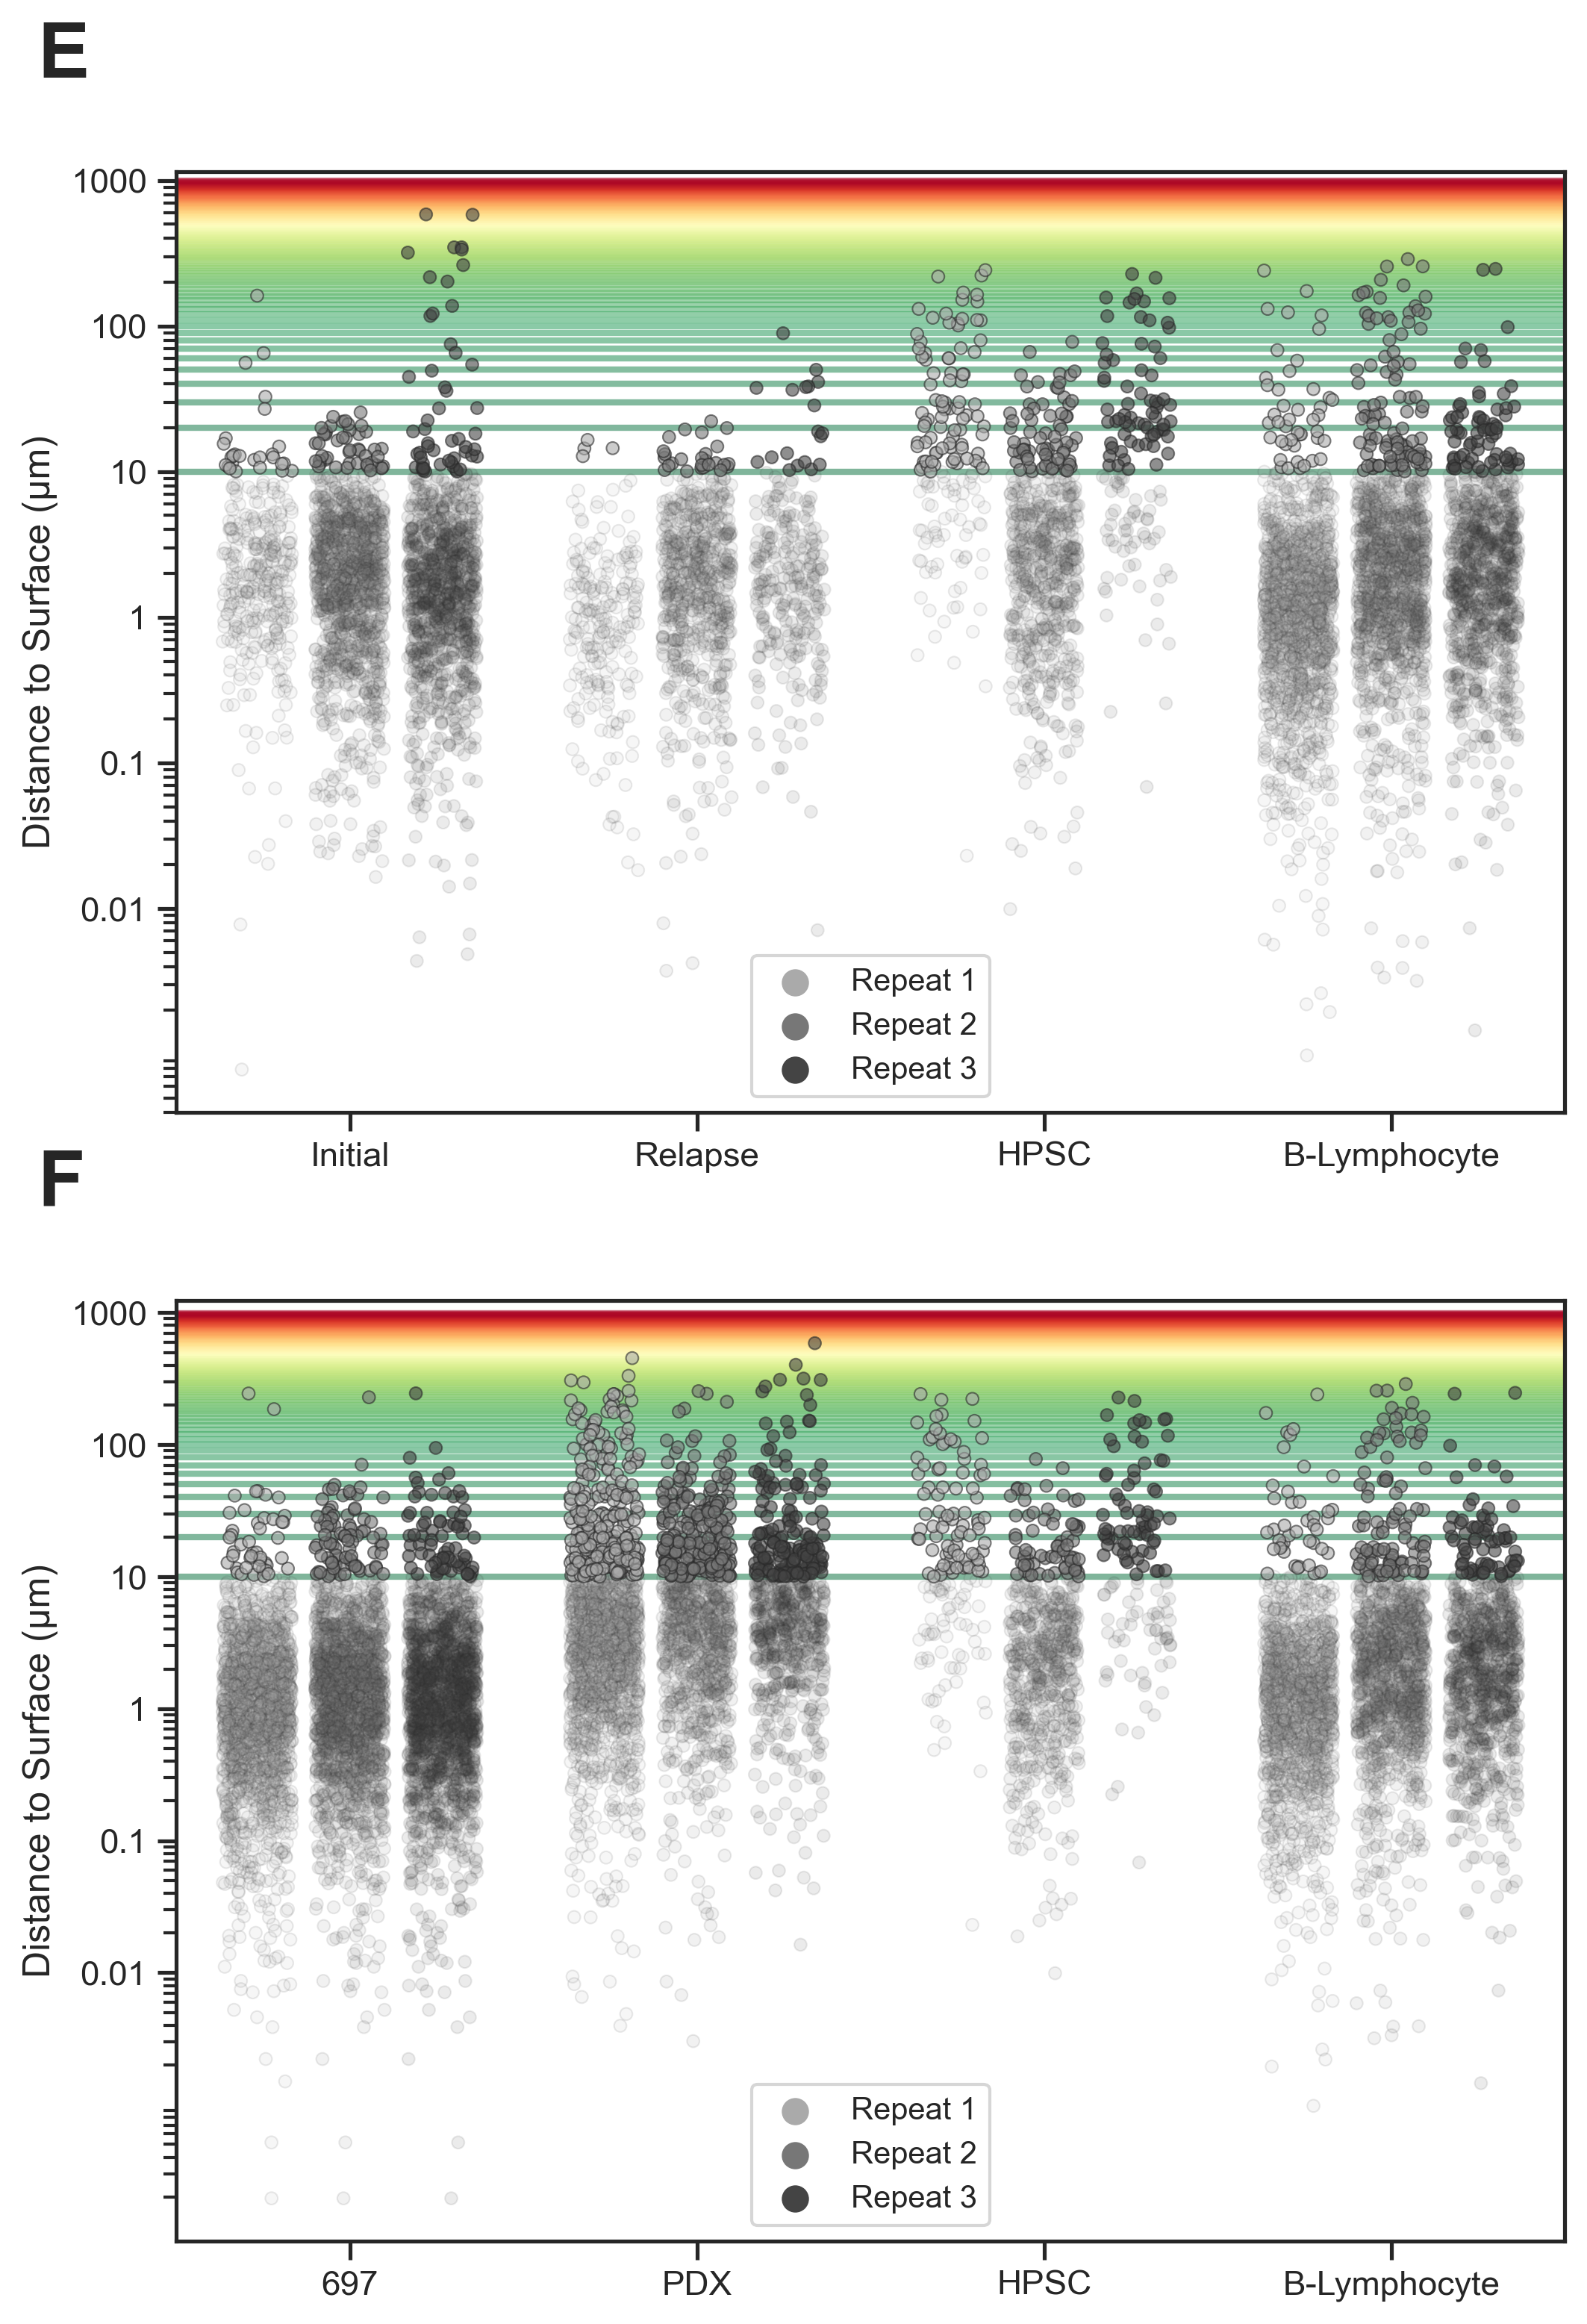 E
1000
100
10
1
0.1
0.01
Distance to Surface (µm)
Repeat 1
Repeat 2
Repeat 3
Initial Relapse HPSC B-Lymphocyte
F
1000
100
10
1
0.1
0.01
Distance to Surface (µm)
Repeat 1
Repeat 2
Repeat 3
697 PDX HPSC B-Lymphocyte